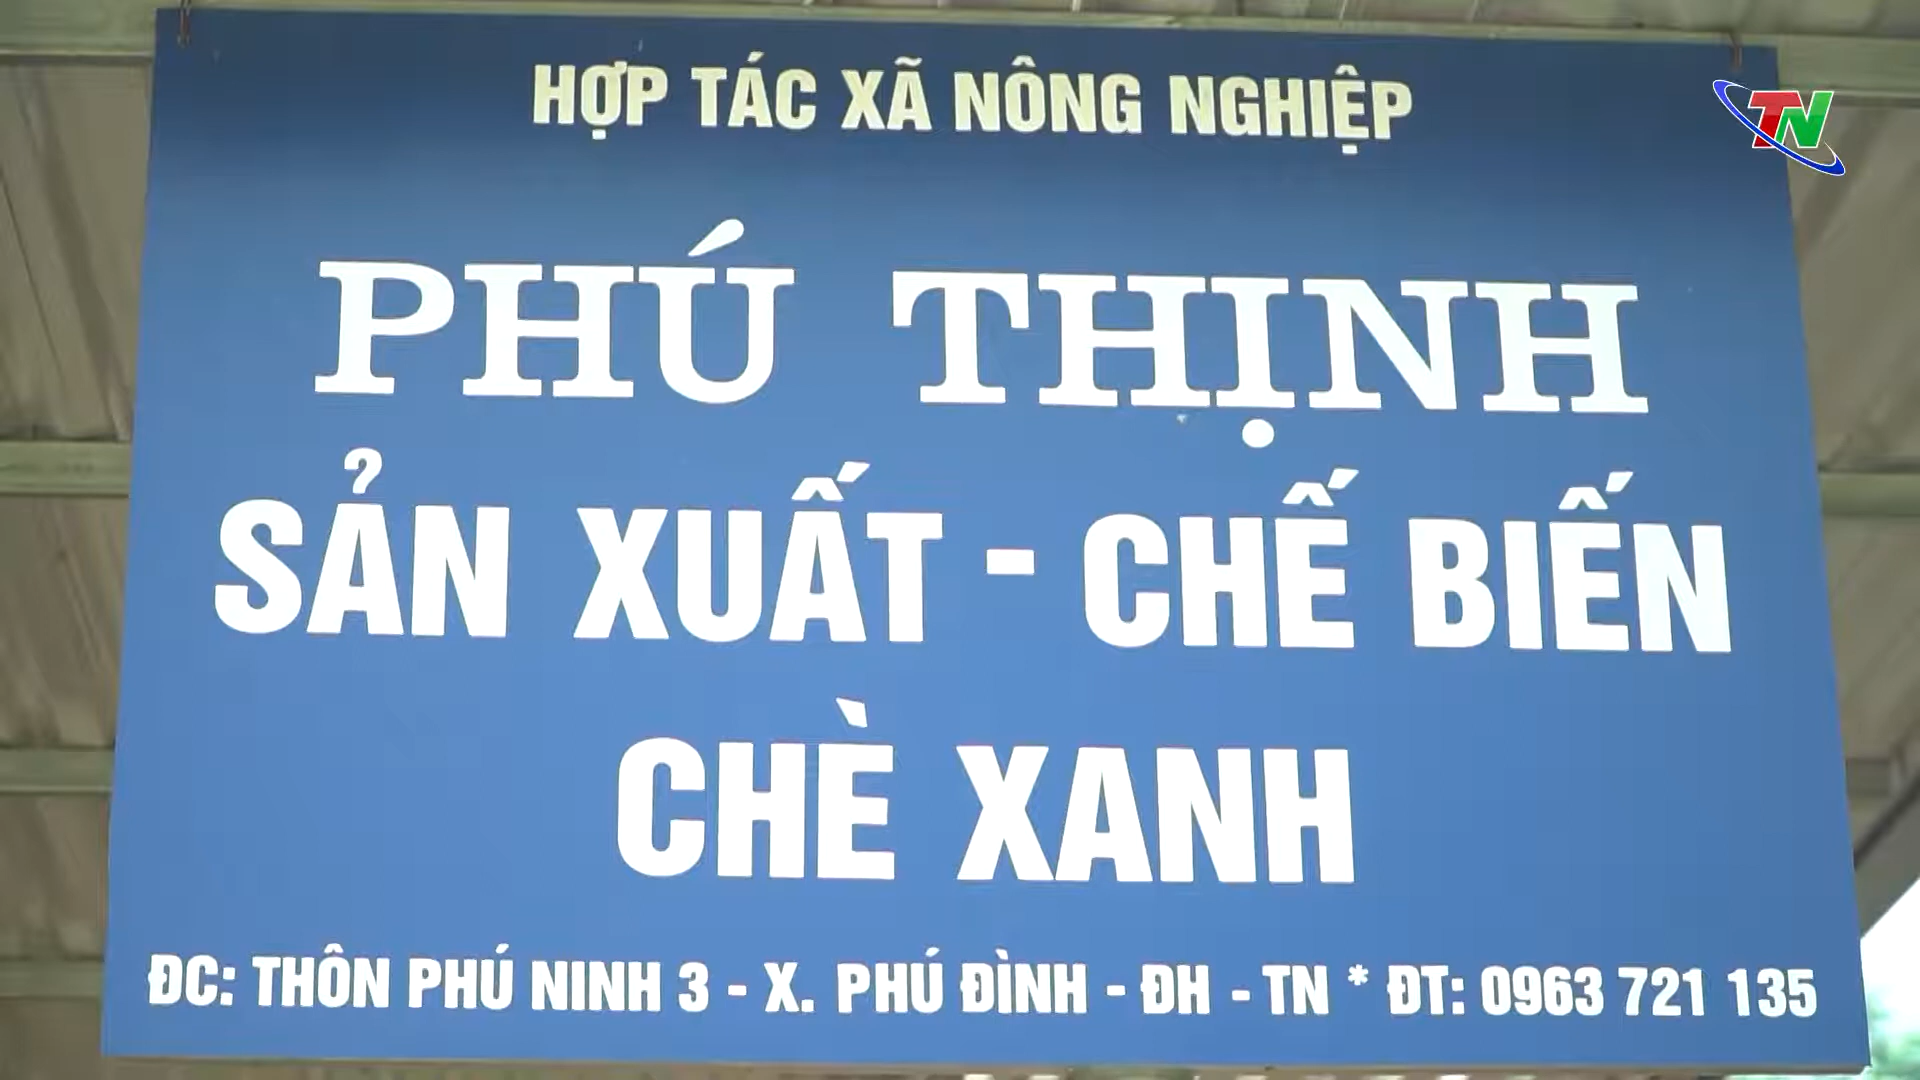 HỢP TÁC XÃ NÔNG NGHIỆP
TN
PHÚ THỊNH
SẢN XUẤT - CHẾ BIẾN
CHÈ XANH
ĐC: THÔN PHÚ NINH 3 - X. PHÚ ĐÌNH - ĐH - TN * ĐT: 0963 721 135